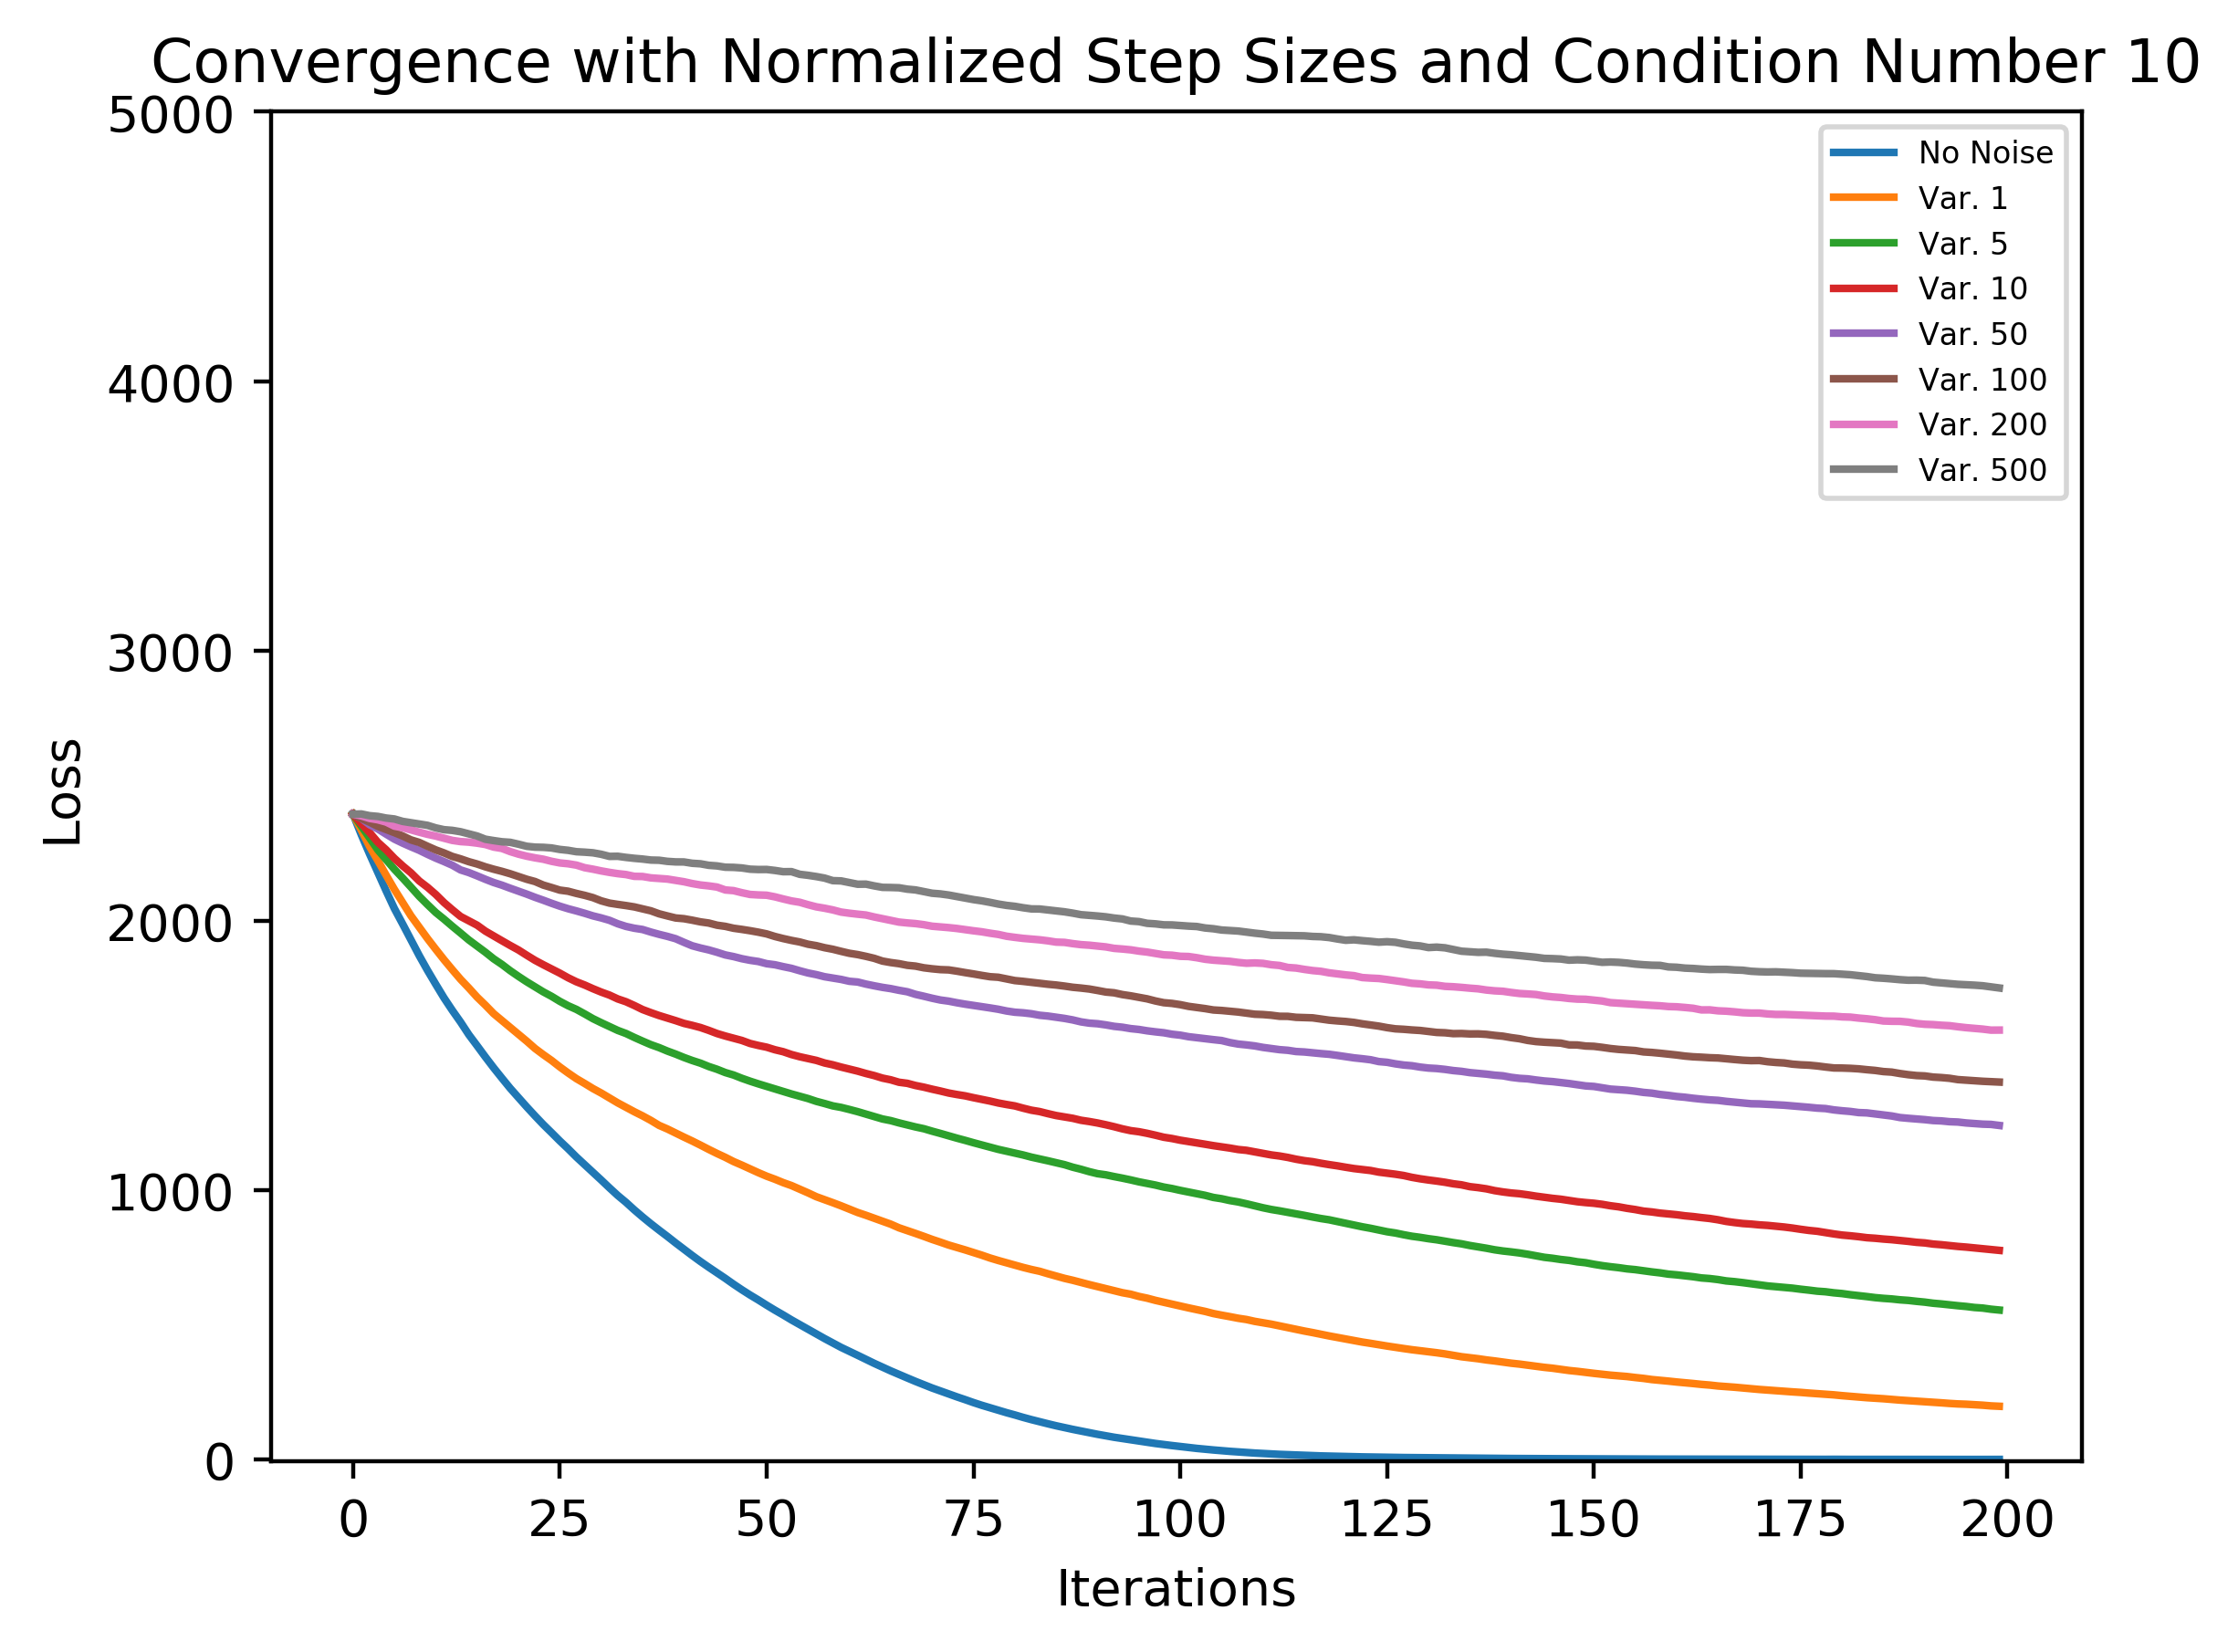 Convergence with Normalized Step Sizes and Condition Number 10
5000
4000
3000
2000
1000
0
Loss
No Noise
Var. 1
Var. 5
Var. 10
Var. 50
Var. 100
Var. 200
Var. 500
0 25 50 75 100 125 150 175 200
Iterations